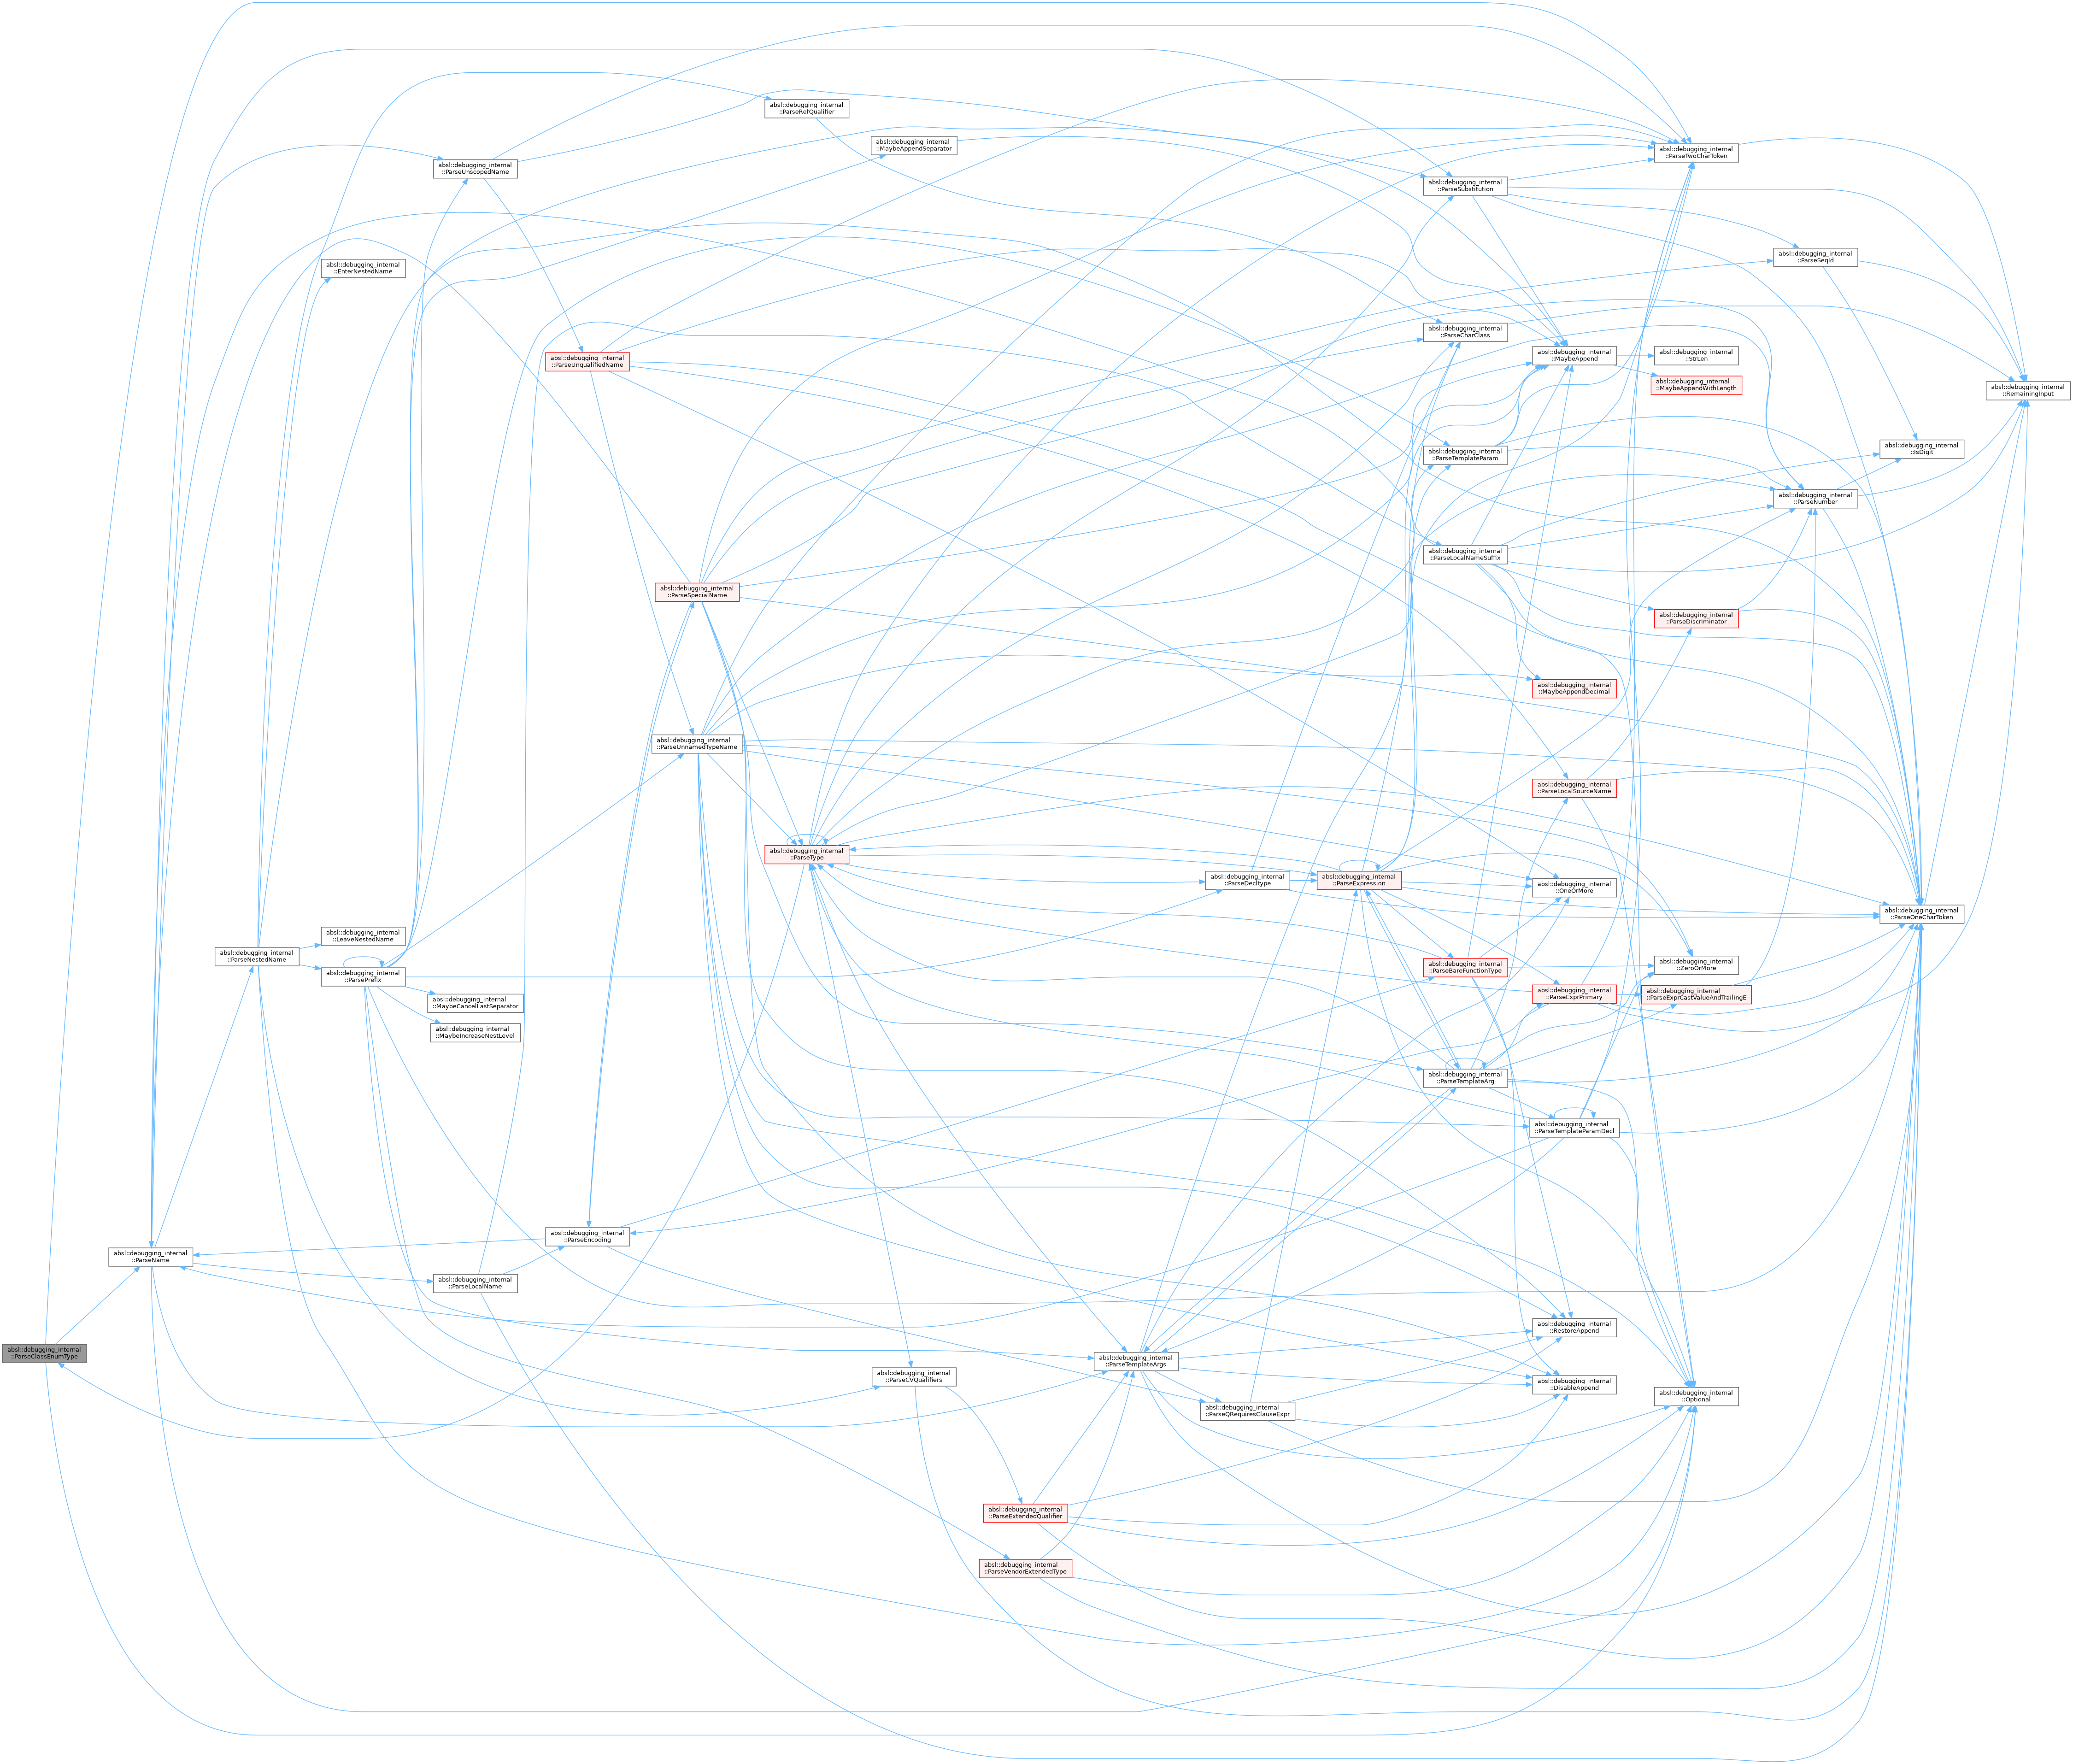 absl::debugging_internal
::ParseClassEnumType
absl::debugging_internal
::ParseName
absl::debugging_internal
::ParseNestedName
absl::debugging_internal
::EnterNestedName
absl::debugging_internal
::LeaveNestedName
absl::debugging_internal
::ParsePrefix
absl::debugging_internal
::ParseUnscopedName
absl::debugging_internal
::MaybeCancelLastSeparator
absl::debugging_internal
::MaybeIncreaseNestLevel
absl::debugging_internal
::ParseLocalName
absl::debugging_internal
::ParseUnqualifiedName
absl::debugging_internal
::ParseEncoding
absl::debugging_internal
::ParseSpecialName
absl::debugging_internal
::ParseUnnamedTypeName
absl::debugging_internal
::ParseRefQualifier
absl::debugging_internal
::MaybeAppendSeparator
absl::debugging_internal
::ParseType
absl::debugging_internal
::ParseCVQualifiers
absl::debugging_internal
::ParseExtendedQualifier
absl::debugging_internal
::ParseVendorExtendedType
absl::debugging_internal
::ParseTemplateArgs
absl::debugging_internal
::ParseDecltype
absl::debugging_internal
::ParseQRequiresClauseExpr
absl::debugging_internal
::ParseExpression
absl::debugging_internal
::ParseSubstitution
absl::debugging_internal
::ParseCharClass
absl::debugging_internal
::ParseTemplateParam
absl::debugging_internal
::ParseLocalNameSuffix
absl::debugging_internal
::ParseBareFunctionType
absl::debugging_internal
::ParseTemplateArg
absl::debugging_internal
::MaybeAppend
absl::debugging_internal
::MaybeAppendDecimal
absl::debugging_internal
::ParseLocalSourceName
absl::debugging_internal
::OneOrMore
absl::debugging_internal
::ParseExprPrimary
absl::debugging_internal
::ParseTemplateParamDecl
absl::debugging_internal
::RestoreAppend
absl::debugging_internal
::DisableAppend
absl::debugging_internal
::ParseTwoCharToken
absl::debugging_internal
::StrLen
absl::debugging_internal
::MaybeAppendWithLength
absl::debugging_internal
::ParseDiscriminator
absl::debugging_internal
::ZeroOrMore
absl::debugging_internal
::ParseExprCastValueAndTrailingE
absl::debugging_internal
::Optional
absl::debugging_internal
::ParseSeqId
absl::debugging_internal
::ParseNumber
absl::debugging_internal
::IsDigit
absl::debugging_internal
::ParseOneCharToken
absl::debugging_internal
::RemainingInput